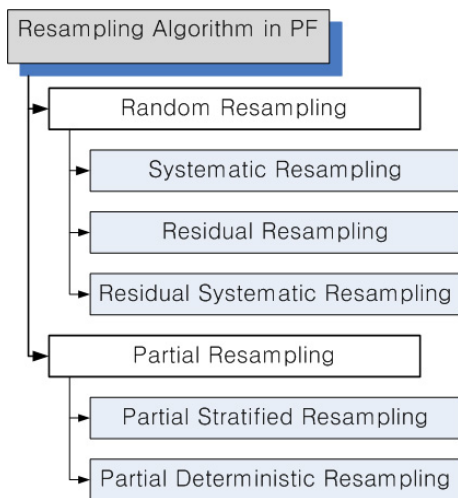 Resampling Algorithm in PF
Random Resampling
Systematic Resampling
Residual Resampling
Residual Systematic Resampling
Partial Resampling
Partial Stratified Resampling
Partial Deterministic Resampling